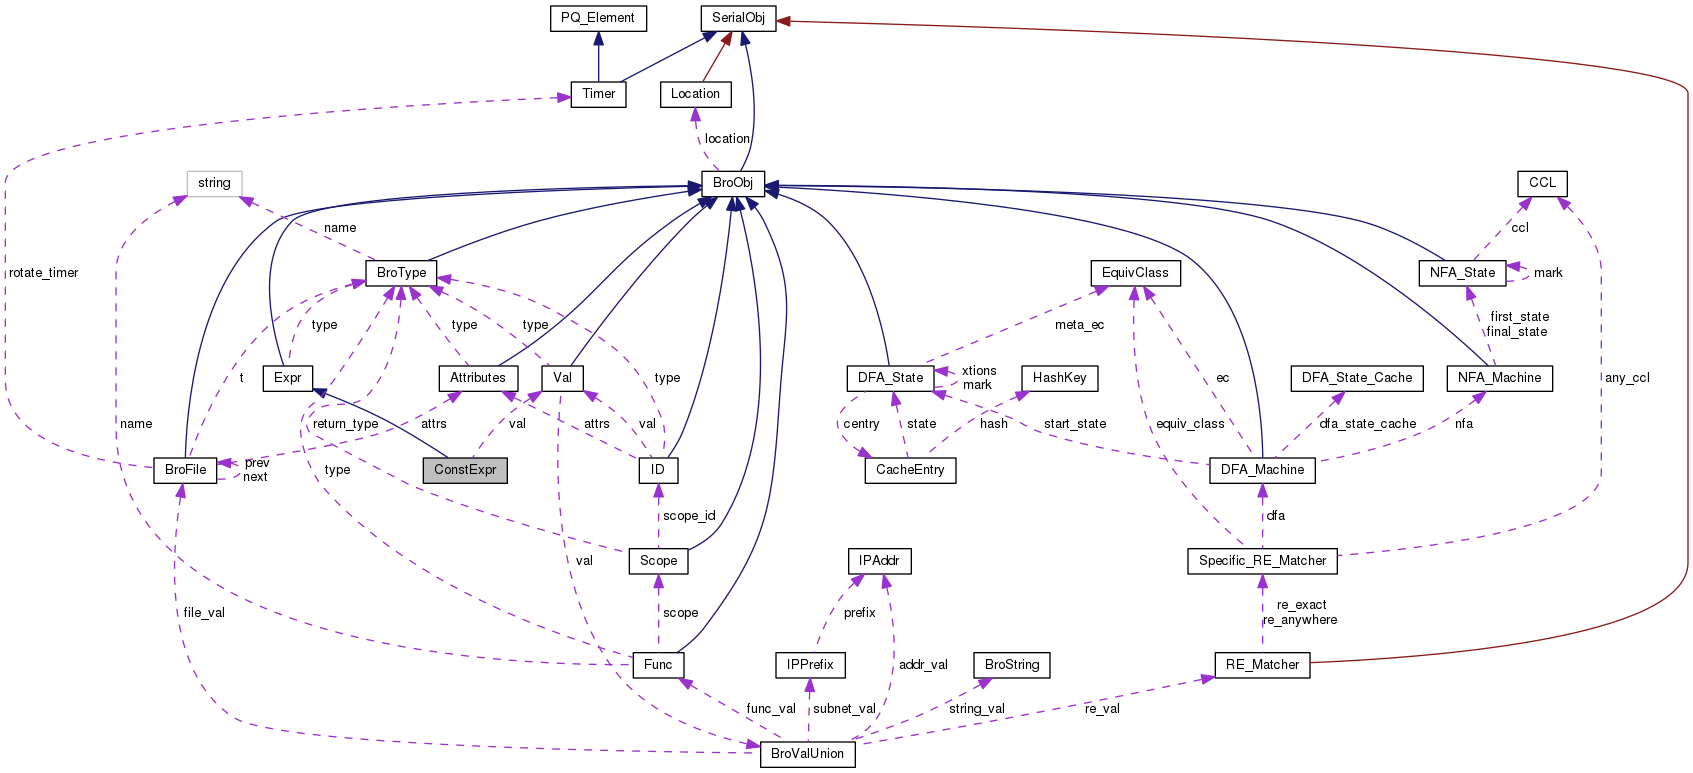 PQ_Element
SerialObj
Timer
Location
location
string
BroObj
CCL
name
ccl
rotate_timer
BroType
EquivClass
NFA_State
mark
type
type
type
meta_ec
first_state
final_state
t
Expr
Attributes
Val
type
DFA_State
xtions
mark
HashKey
ec
DFA_State_Cache
NFA_Machine
any_ccl
name
return_type
attrs
val
attrs
val
centry
state
hash
start_state
equiv_class
dfa_state_cache
nfa
BroFile
prev
next
type
ConstExpr
ID
CacheEntry
DFA_Machine
scope_id
dfa
val
Scope
IPAddr
Specific_RE_Matcher
file_val
scope
prefix
re_exact
re_anywhere
Func
IPPrefix
addr_val
BroString
RE_Matcher
func_val
subnet_val
string_val
re_val
BroValUnion